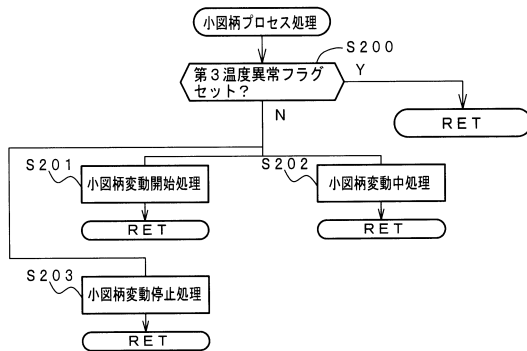 小図柄プロセス処理
S200
第3温度異常フラグ
セット?
Y
RET
N
S201
小図柄変動開始処理
RET
S202
小図柄変動中処理
RET
S203
小図柄変動停止処理
RET